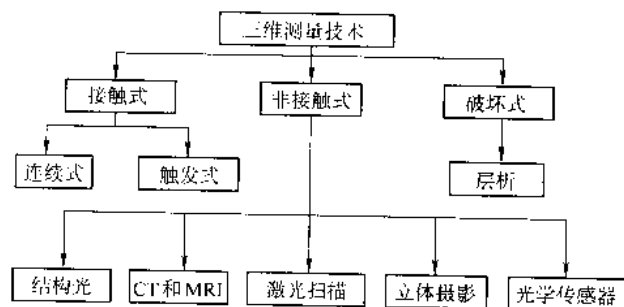 三维测量技术
接触式
非接触式
破坏式
连续式
触发式
层析
结构光
CT和MRI
激光扫描
立体摄影
光学传感器